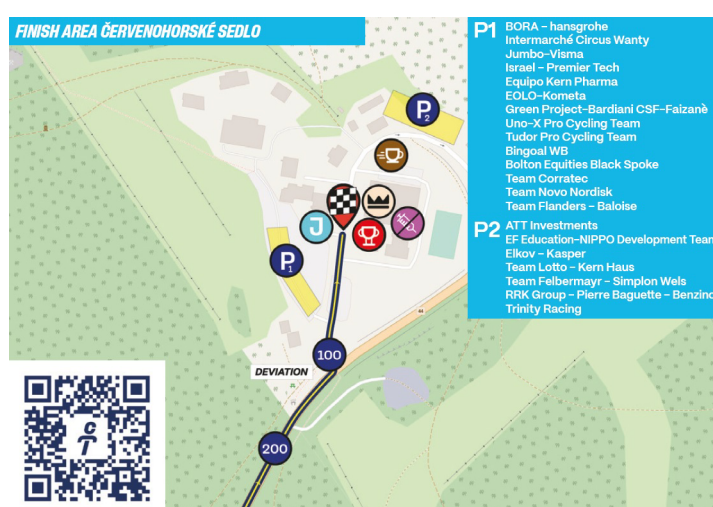 FINISH AREA ČERVENOHORSKÉ SEDLO
P1
BORA – hansgrohe
Intermarché Circus Wanty
Jumbo-Visma
Israel – Premier Tech
Equipo Kern Pharma
EOLO-Kometa
Green Project-Bardiani CSF-Faizanè
Uno-X Pro Cycling Team
Tudor Pro Cycling Team
Bingoal WB
Bolton Equities Black Spoke
Team Corratec
Team Novo Nordisk
Team Flanders – Baloise
P2
ATT Investments
EF Education-NIPPO Development Team
Elkov – Kasper
Team Lotto – Kern Haus
Team Felbermayr – Simplon Wels
RRK Group – Pierre Baguette – Benzino
Trinity Racing
P2
J
P1
100
DEVIATION
200